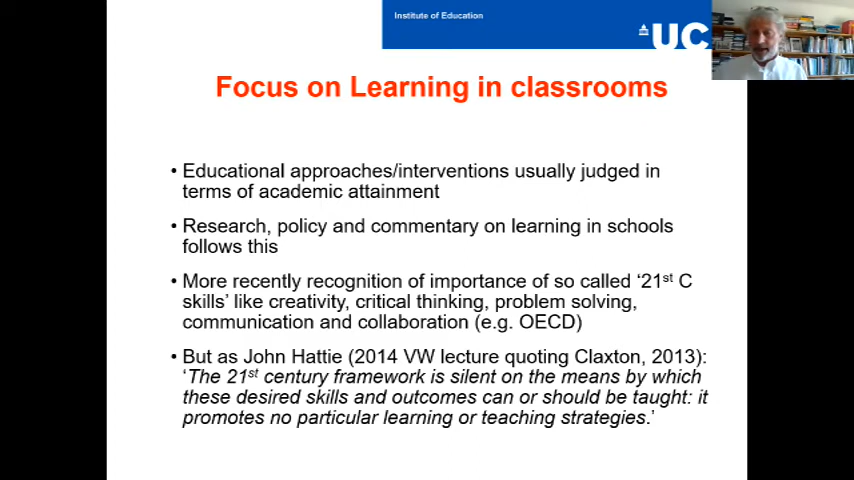 Institute of Education
UC
Focus on Learning in classrooms
• Educational approaches/interventions usually judged in
terms of academic attainment
• Research, policy and commentary on learning in schools
follows this
• More recently recognition of importance of so called ‘21st C
skills’ like creativity, critical thinking, problem solving,
communication and collaboration (e.g. OECD)
• But as John Hattie (2014 VW lecture quoting Claxton, 2013):
‘The 21st century framework is silent on the means by which
these desired skills and outcomes can or should be taught: it
promotes no particular learning or teaching strategies.’